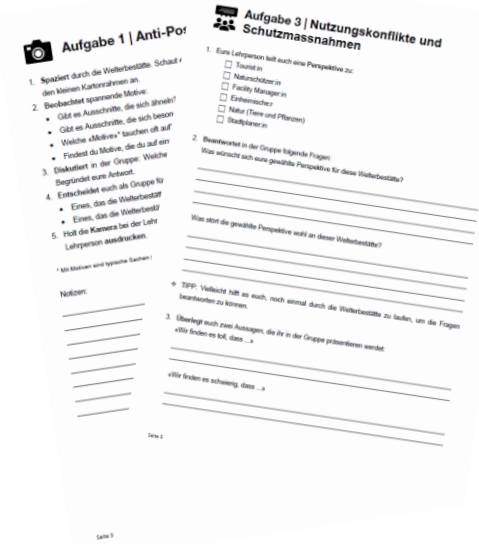 Aufgabe 1 | Anti-Pos
1. Spaziert durch die Welterbestätte. Schaut
den kleinen Kartonrahmen an.
2. Beobachtet spannende Motive:
• Gibt es Ausschnitte, die sich ähneln?
• Gibt es Ausschnitte, die sich beson
• Welche «Motive»* tauchen oft auf
• Findest du Motive, die du auf ein
3. Diskutiert in der Gruppe: Welche
Begründet eure Antwort.
4. Entscheidet euch als Gruppe für
• Eines, das die Welterbestätt
• Eines, das die Welterbestät
5. Holt die Kamera bei der Lehr
Lehrperson ausdrucken.
* Mit Motiven sind typische Sachen
Notizen:
Seite 3
Aufgabe 3 | Nutzungskonflikte und
Schutzmassnahmen
1. Eure Lehrperson teilt euch eine Perspektive zu:
☐ Tourist:in
☐ Naturschützer:in
☐ Facility Manager:in
☐ Einheimische:r
☐ Natur (Tiere und Pflanzen)
☐ Stadtplaner:in
2. Beantwortet in der Gruppe folgende Fragen:
Was wünscht sich eure gewählte Perspektive für diese Welterbestätte?
Was stört die gewählte Perspektive wohl an dieser Welterbestätte?
❖ TIPP: Vielleicht hilft es euch, noch einmal durch die Welterbestätte zu laufen, um die Fragen
beantworten zu können.
3. Überlegt euch zwei Aussagen, die ihr in der Gruppe präsentieren werdet:
«Wir finden es toll, dass ...»
«Wir finden es schwierig, dass ...»